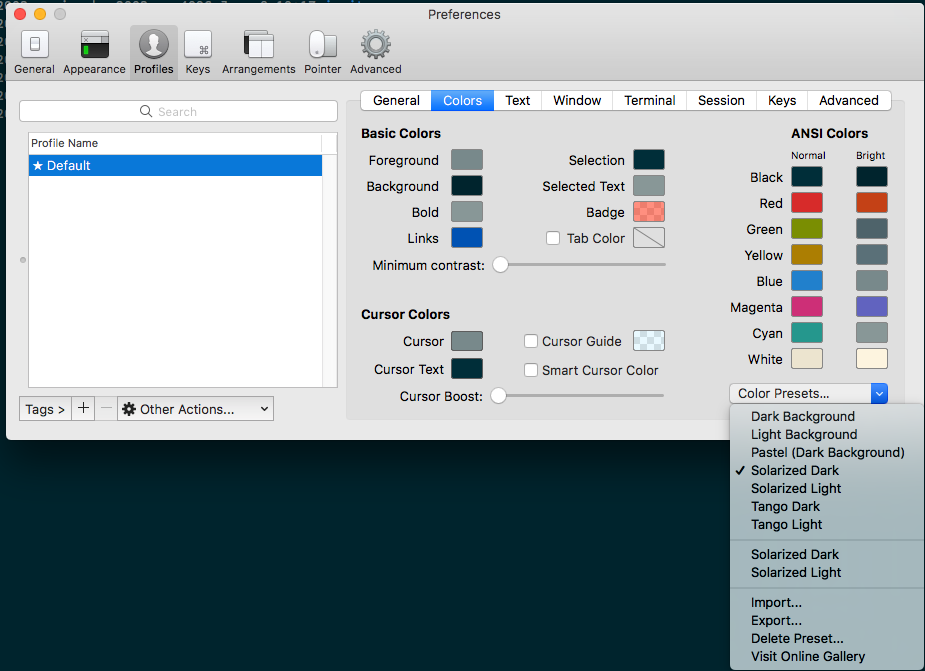 Preferences
General Appearance Profiles Keys Arrangements Pointer Advanced
Search
Profile Name
★ Default
Tags > + − Other Actions...
General Colors Text Window Terminal Session Keys Advanced
Basic Colors
Foreground
Background
Bold
Links
Selection
Selected Text
Badge
Tab Color
Minimum contrast:
Cursor Colors
Cursor
Cursor Text
Cursor Guide
Smart Cursor Color
Cursor Boost:
ANSI Colors
Normal Bright
Black
Red
Green
Yellow
Blue
Magenta
Cyan
White
Color Presets...
Dark Background
Light Background
Pastel (Dark Background)
✓ Solarized Dark
Solarized Light
Tango Dark
Tango Light
Solarized Dark
Solarized Light
Import...
Export...
Delete Preset...
Visit Online Gallery